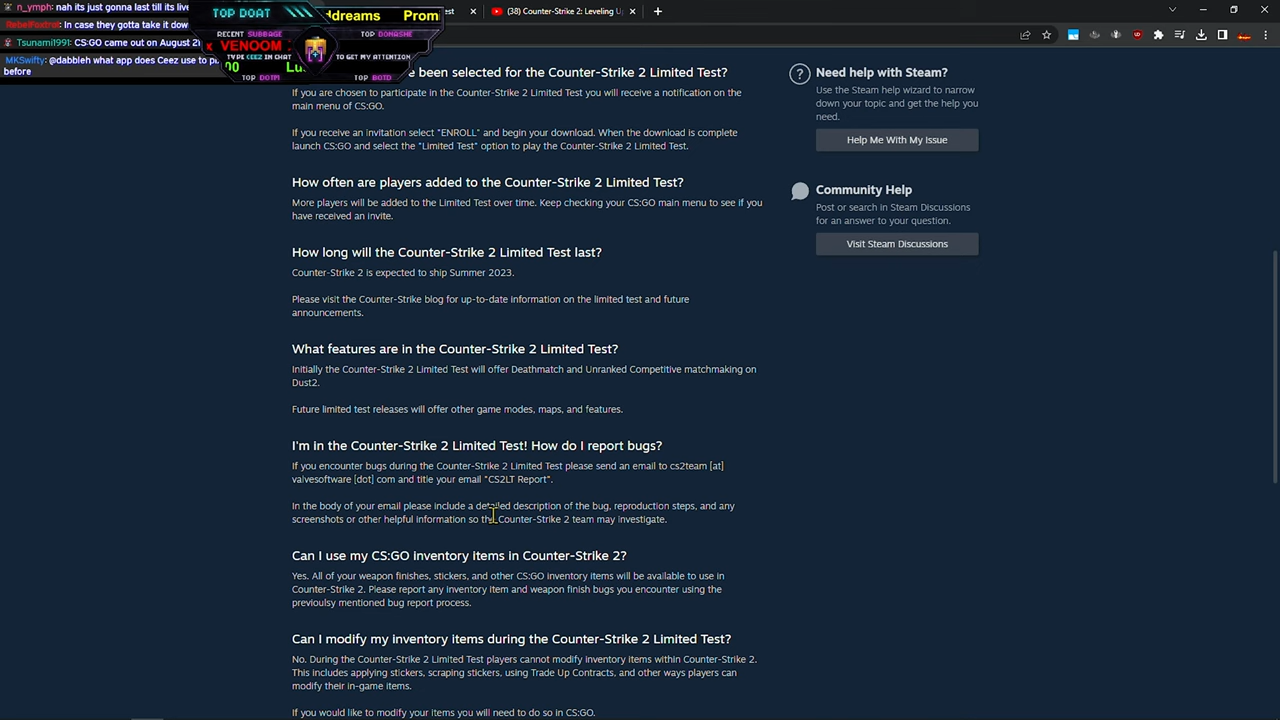 n_ymph: nah its just gonna last till its live
RebelFoxtrot: In case they gotta take it dow
Tsunami1991: CS:GO came out on August 21
MKSwifty: @dabbleh what app does Ceez use to pl
before
TOP DOAT
ddreams Prom
RECENT SUBBAGE
TOP DOMASHE
x VENOOM
TYPE CEEZ IN CHAT
TO GET MY ATTENTION
00
Lu
TOP DOTM
TOP BOTD
st
(38) Counter-Strike 2: Leveling U
e been selected for the Counter-Strike 2 Limited Test?
If you are chosen to participate in the Counter-Strike 2 Limited Test you will receive a notification on the
main menu of CS:GO.
If you receive an invitation select "ENROLL" and begin your download. When the download is complete
launch CS:GO and select the "Limited Test" option to play the Counter-Strike 2 Limited Test.
How often are players added to the Counter-Strike 2 Limited Test?
More players will be added to the Limited Test over time. Keep checking your CS:GO main menu to see if you
have received an invite.
How long will the Counter-Strike 2 Limited Test last?
Counter-Strike 2 is expected to ship Summer 2023.
Please visit the Counter-Strike blog for up-to-date information on the limited test and future
announcements.
What features are in the Counter-Strike 2 Limited Test?
Initially the Counter-Strike 2 Limited Test will offer Deathmatch and Unranked Competitive matchmaking on
Dust2.
Future limited test releases will offer other game modes, maps, and features.
I'm in the Counter-Strike 2 Limited Test! How do I report bugs?
If you encounter bugs during the Counter-Strike 2 Limited Test please send an email to cs2team [at]
valvesoftware [dot] com and title your email "CS2LT Report".
In the body of your email please include a detailed description of the bug, reproduction steps, and any
screenshots or other helpful information so the Counter-Strike 2 team may investigate.
Can I use my CS:GO inventory items in Counter-Strike 2?
Yes. All of your weapon finishes, stickers, and other CS:GO inventory items will be available to use in
Counter-Strike 2. Please report any inventory item and weapon finish bugs you encounter using the
previoulsy mentioned bug report process.
Can I modify my inventory items during the Counter-Strike 2 Limited Test?
No. During the Counter-Strike 2 Limited Test players cannot modify inventory items within Counter-Strike 2.
This includes applying stickers, scraping stickers, using Trade Up Contracts, and other ways players can
modify their in-game items.
If you would like to modify your items you will need to do so in CS:GO.
Need help with Steam?
Use the Steam help wizard to narrow
down your topic and get the help you
need.
Help Me With My Issue
Community Help
Post or search in Steam Discussions
for an answer to your question.
Visit Steam Discussions